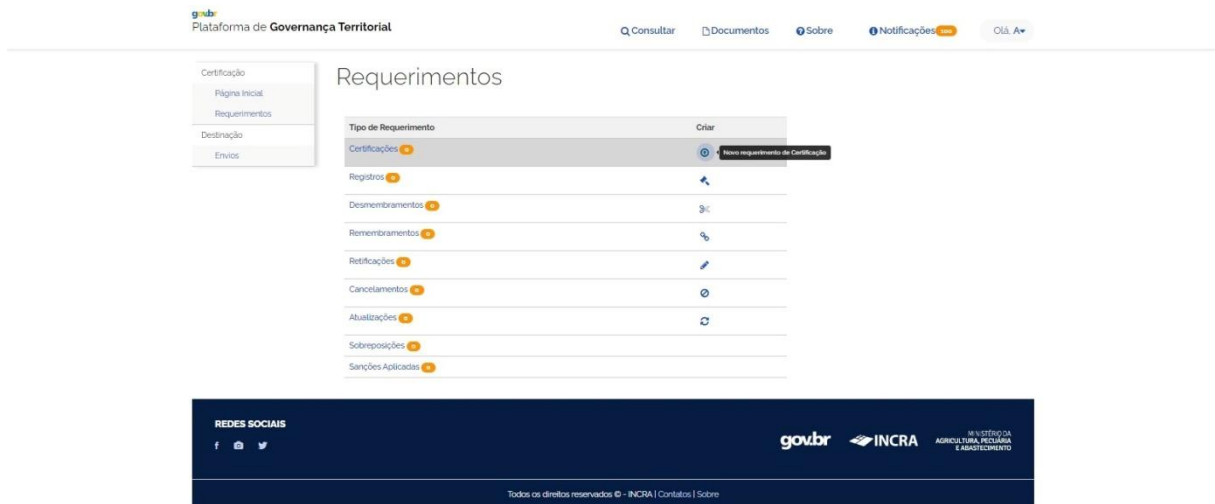 gov.br
Plataforma de Governança Territorial
Consultar Documentos Sobre Notificações Olá, A
Certificação
Página Inicial
Requerimentos
Destinação
Envios
Requerimentos
Tipo de Requerimento Criar
Certificações Novo requerimento de Certificação
Registros
Desmembramentos
Remembramentos
Retificações
Cancelamentos
Atualizações
Sobreposições
Sanções Aplicadas
REDES SOCIAIS
gov.br INCRA
MINISTÉRIO DA
AGRICULTURA, PECUÁRIA
E ABASTECIMENTO
Todos os direitos reservados © - INCRA | Contatos | Sobre